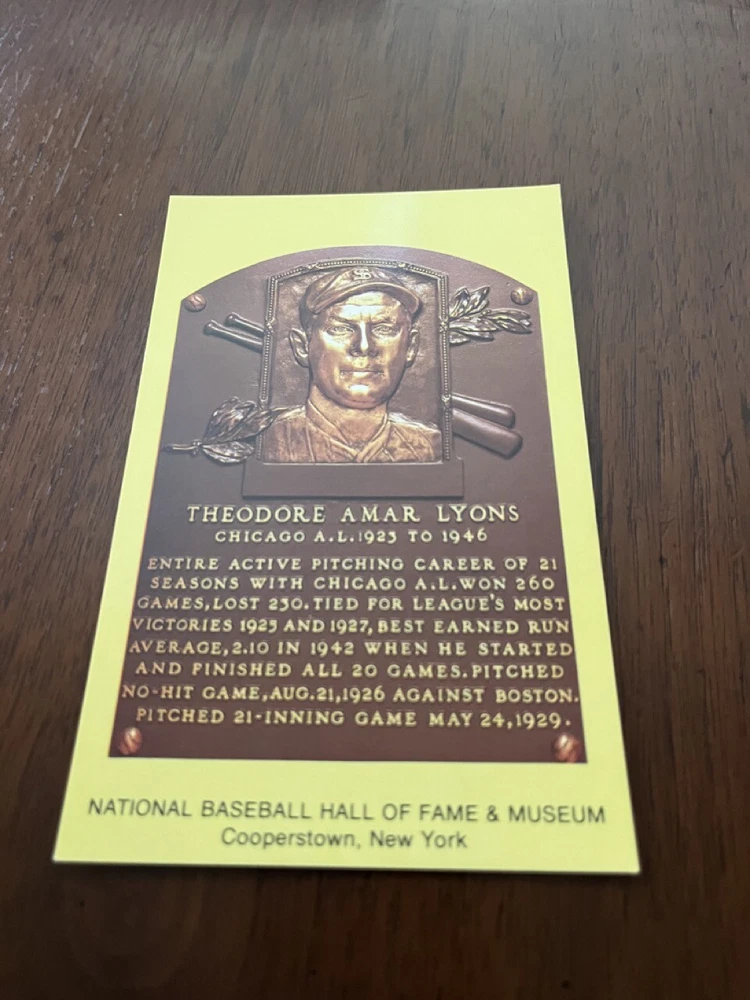 THEODORE AMAR LYONS
CHICAGO A.L.1923 TO 1946
ENTIRE ACTIVE PITCHING CAREER OF 21
SEASONS WITH CHICAGO A.L. WON 260
GAMES, LOST 230. TIED FOR LEAGUE'S MOST
VICTORIES 1925 AND 1927, BEST EARNED RUN
AVERAGE, 2.10 IN 1942 WHEN HE STARTED
AND FINISHED ALL 20 GAMES. PITCHED
NO-HIT GAME, AUG. 21, 1926 AGAINST BOSTON.
PITCHED 21-INNING GAME MAY 24, 1929.
NATIONAL BASEBALL HALL OF FAME & MUSEUM
Cooperstown, New York